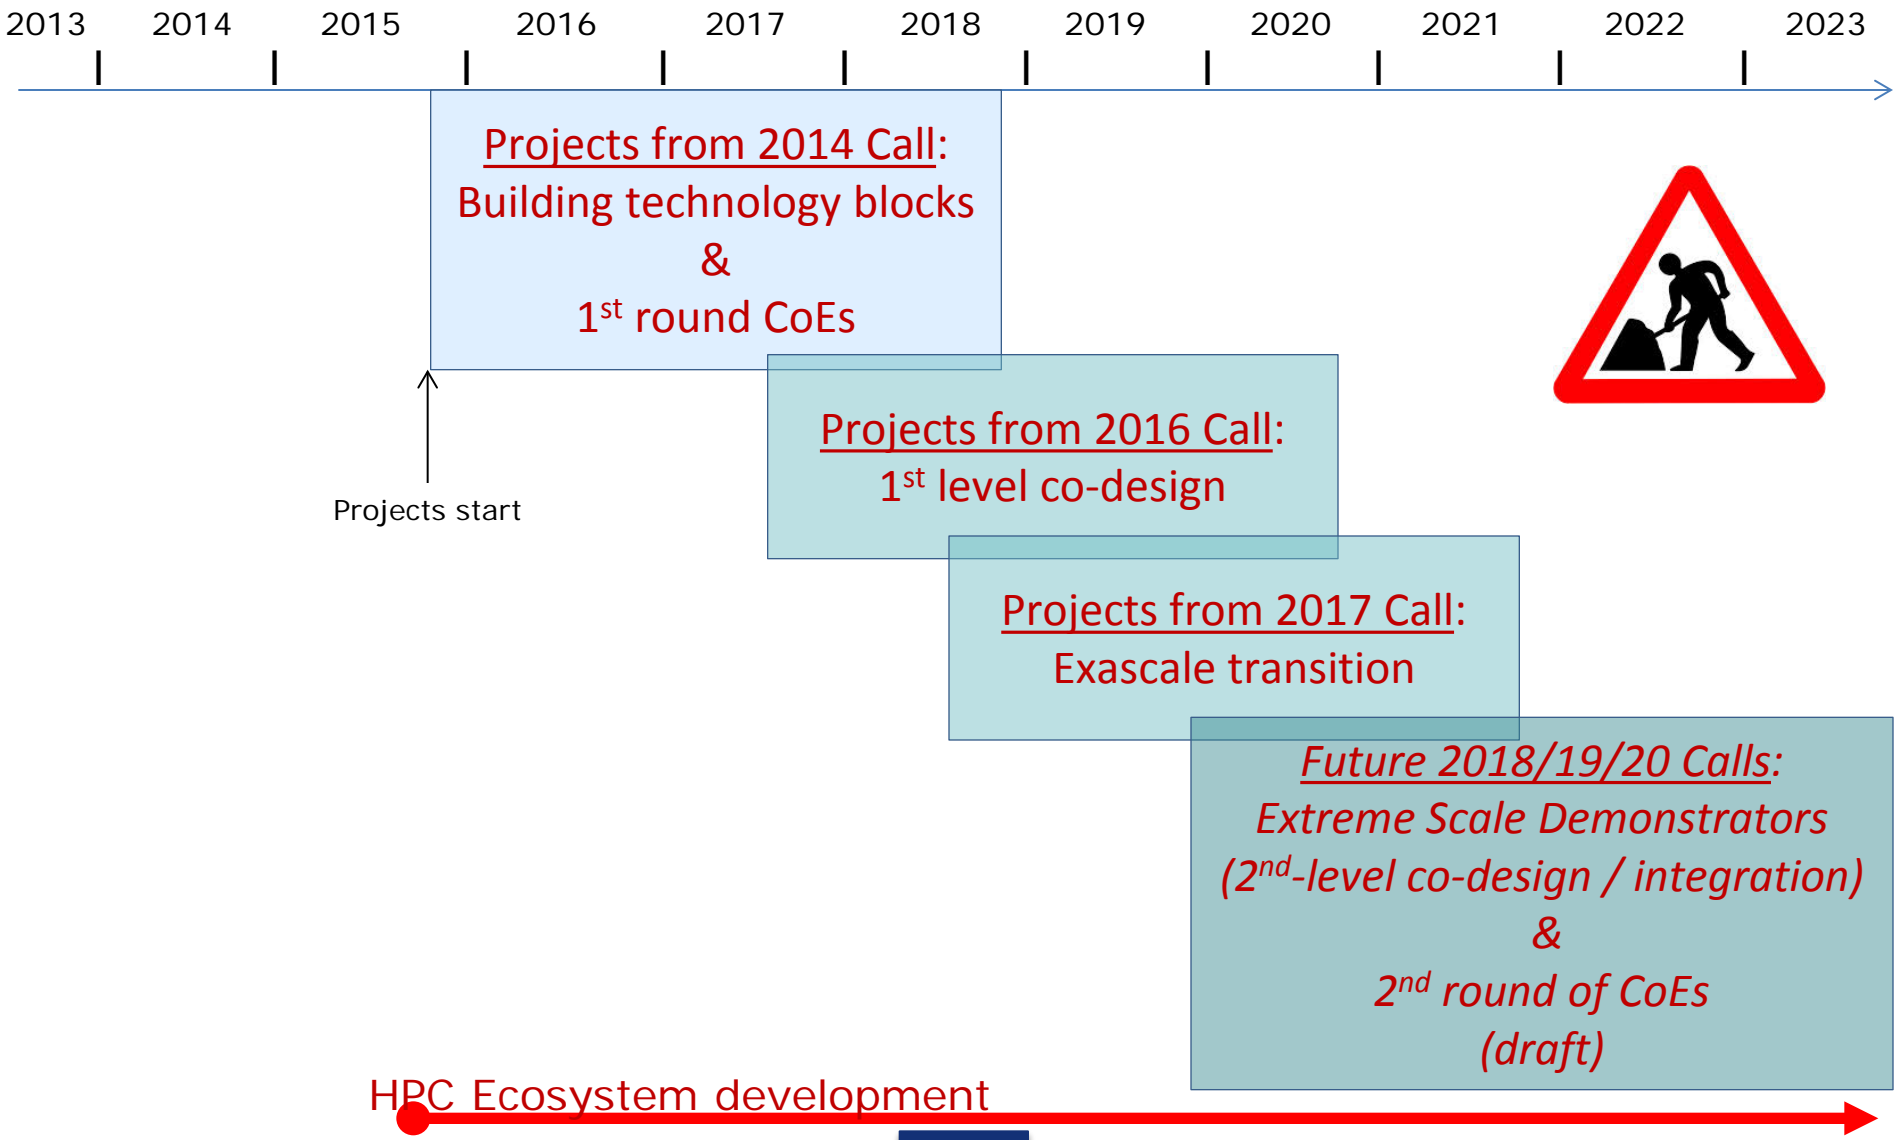 2013 2014 2015 2016 2017 2018 2019 2020 2021 2022 2023
Projects from 2014 Call:
Building technology blocks
&
1st round CoEs
Projects start
Projects from 2016 Call:
1st level co-design
Projects from 2017 Call:
Exascale transition
Future 2018/19/20 Calls:
Extreme Scale Demonstrators
(2nd-level co-design / integration)
&
2nd round of CoEs
(draft)
HPC Ecosystem development